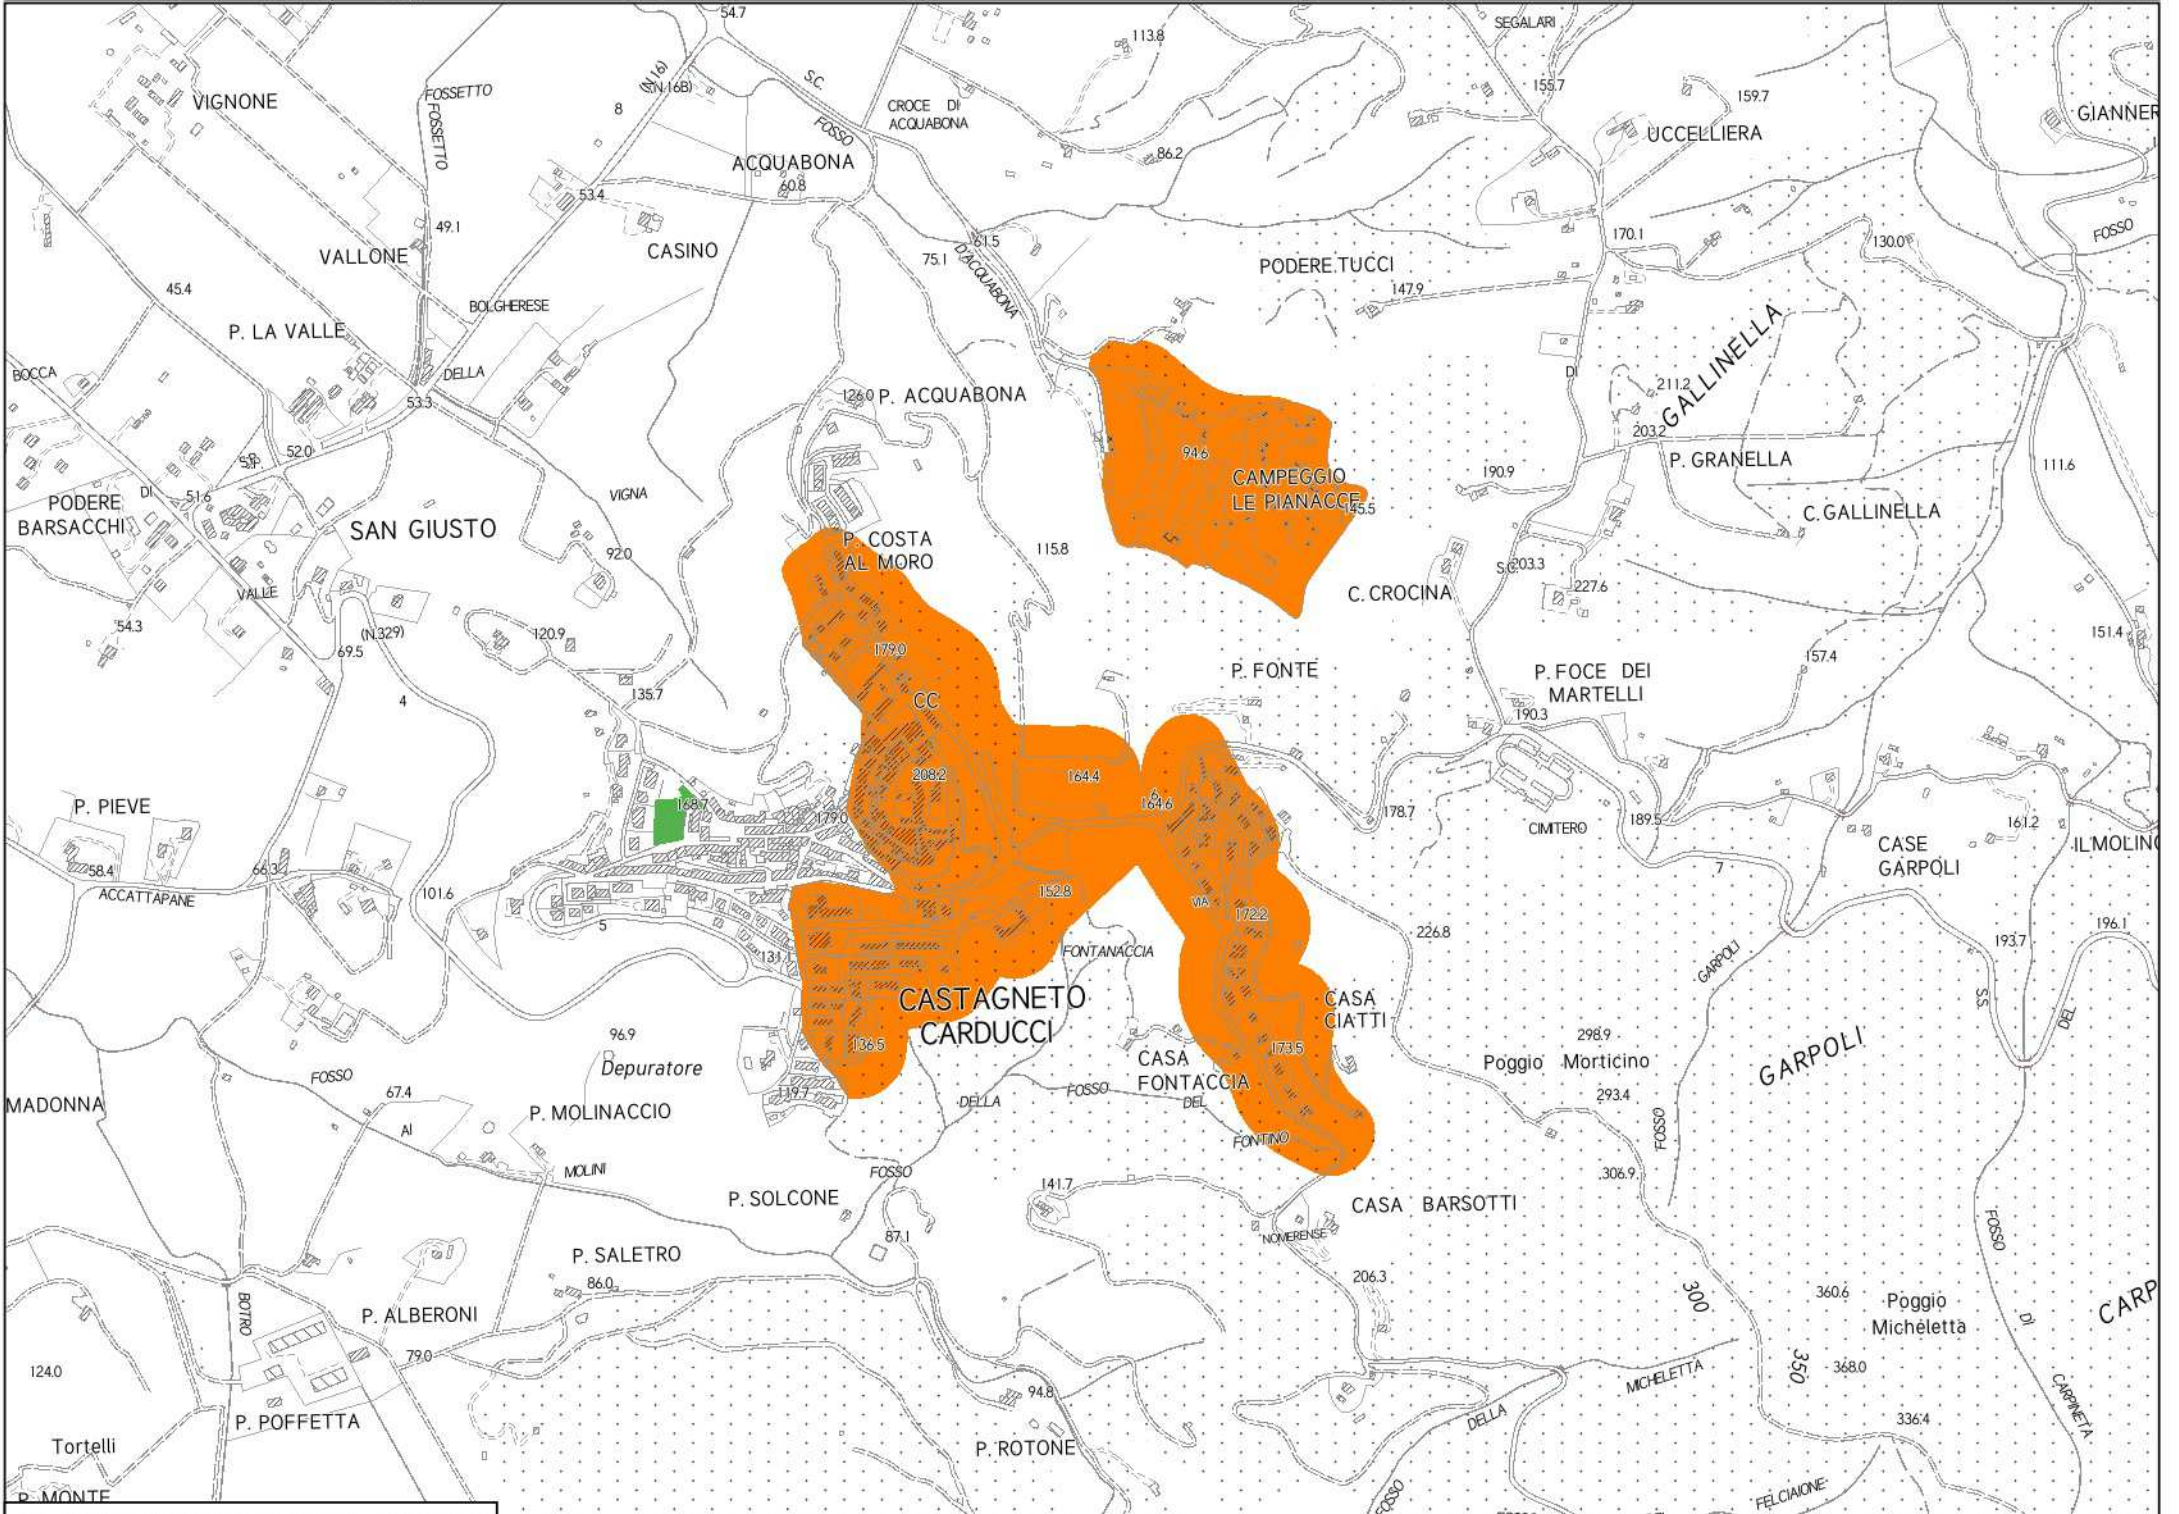 54.7
SEGALARI
113.8
S.C.
155.7
159.7
(N.16)
(N.16B)
VIGNONE
FOSSETTO
FOSSETTO
8
CROCE DI
ACQUABONA
FOSSO
UCCELLIERA
GIANNER
ACQUABONA
60.8
86.2
53.4
49.1
VALLONE
CASINO
61.5
75.1
D'ACQUABONA
170.1
130.0
FOSSO
PODERE TUCCI
147.9
45.4
BOLGHERESE
P. LA VALLE
GALLINELLA
BOCCA
DELLA
DI
211.2
53.3
126.0
P. ACQUABONA
203.2
S.P.
52.0
94.6
P. GRANELLA
111.6
CAMPEGGIO
LE PIANACCE
145.5
190.9
PODERE
BARSACCHI
DI
51.6
VIGNA
SAN GIUSTO
C. GALLINELLA
P. COSTA
AL MORO
92.0
115.8
S.C.
203.3
227.6
C. CROCINA
VALLE
54.3
(N.329)
69.5
120.9
179.0
151.4
157.4
P. FONTE
P. FOCE DEI
MARTELLI
135.7
4
CC
190.3
208.2
164.4
6
164.6
P. PIEVE
168.7
179.0
178.7
CIMITERO
189.5
161.2
CASE
GARPOLI
IL MOLINO
58.4
66.3
7
ACCATTAPANE
101.6
152.8
VIA
172.2
5
226.8
196.1
193.7
131.1
FONTANACCIA
GARPOLI
CASTAGNETO
CARDUCCI
CASA
CIATTI
S.S.
DEL
96.9
Depuratore
136.5
173.5
298.9
Poggio Morticino
293.4
GARPOLI
CASA
FONTACCIA
FOSSO
67.4
119.7
DELLA
FOSSO
DEL
MADONNA
P. MOLINACCIO
AI
FONTINO
FOSSO
MOLINI
FOSSO
306.9
141.7
P. SOLCONE
CASA BARSOTTI
FOSSO
87.1
NOMERENSE
P. SALETRO
86.0
206.3
300
360.6
Poggio
Micheletta
CARP
BOTRO
P. ALBERONI
DI
79.0
124.0
350
368.0
MICHELETTA
94.8
CARPINETA
P. POFFETTA
DELLA
336.4
Tortelli
P. ROTONE
P. MONTE
FOSSO
FELCIAIONE